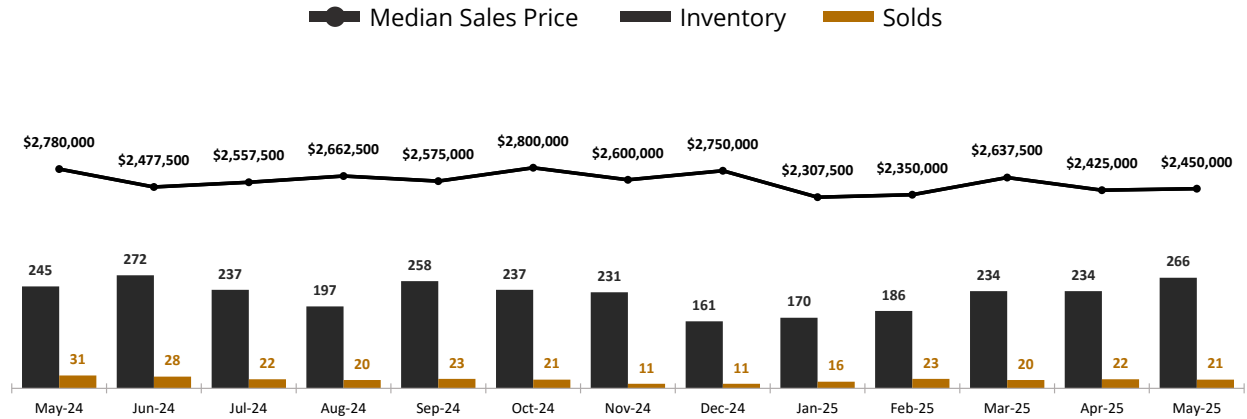 Median Sales Price Inventory Solds
$2,780,000 $2,477,500 $2,557,500 $2,662,500 $2,575,000 $2,800,000 $2,600,000 $2,750,000 $2,307,500 $2,350,000 $2,637,500 $2,425,000 $2,450,000
245 272 237 197 258 237 231 161 170 186 234 234 266
31 28 22 20 23 21 11 11 16 23 20 22 21
May-24 Jun-24 Jul-24 Aug-24 Sep-24 Oct-24 Nov-24 Dec-24 Jan-25 Feb-25 Mar-25 Apr-25 May-25